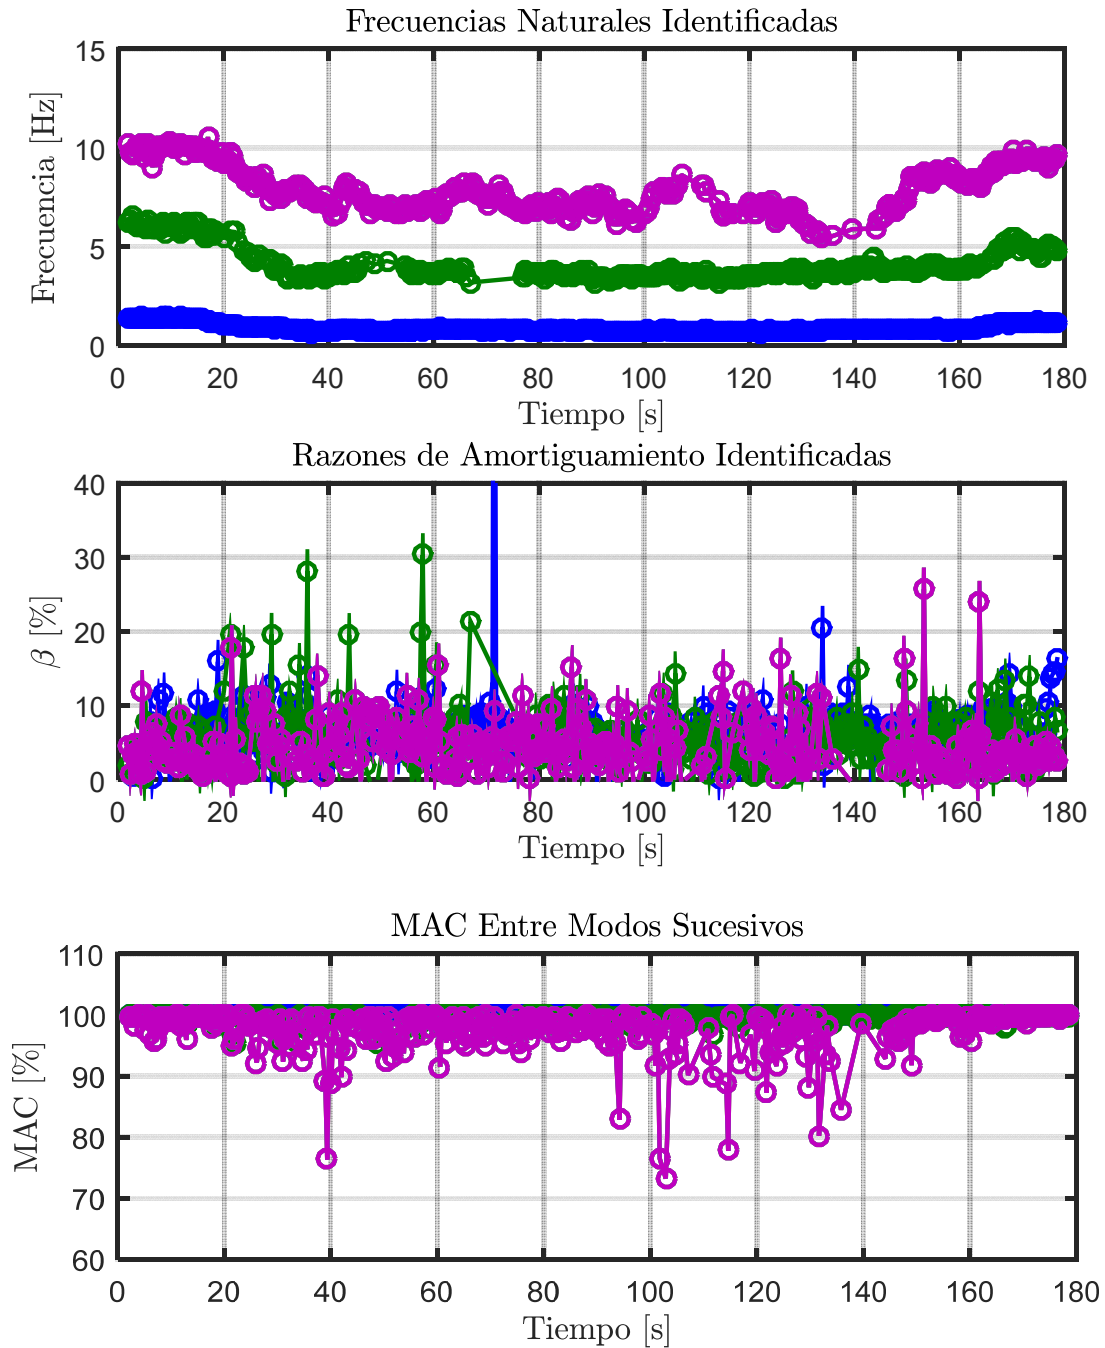 Frecuencias Naturales Identificadas
15
10
5
0
Frecuencia [Hz]
0 20 40 60 80 100 120 140 160 180
Tiempo [s]
Razones de Amortiguamiento Identificadas
40
30
20
10
0
β [%]
0 20 40 60 80 100 120 140 160 180
Tiempo [s]
MAC Entre Modos Sucesivos
110
100
90
80
70
60
MAC [%]
0 20 40 60 80 100 120 140 160 180
Tiempo [s]